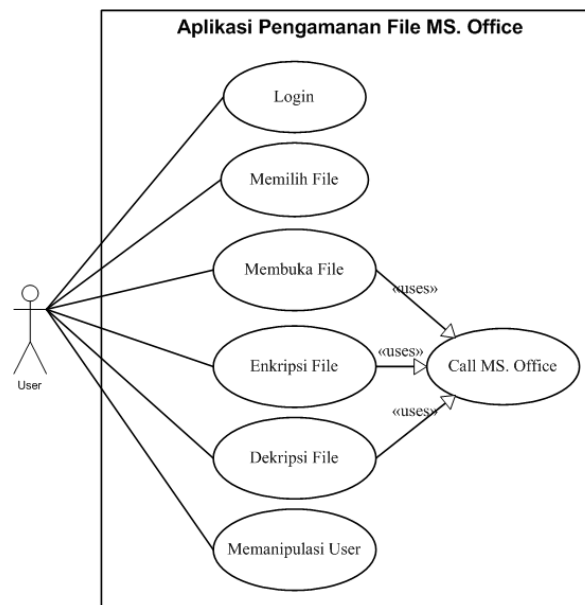 Aplikasi Pengamanan File MS. Office
Login
Memilih File
Membuka File
«uses»
Enkripsi File
«uses»
Call MS. Office
User
«uses»
Dekripsi File
Memanipulasi User